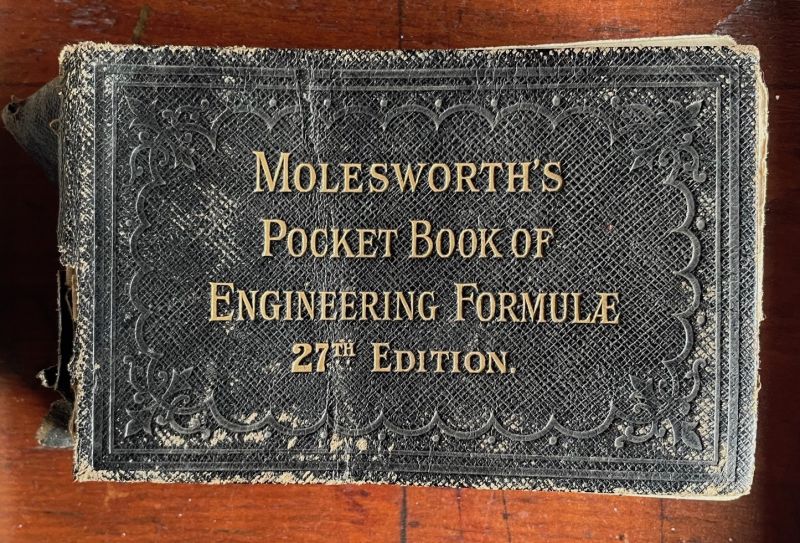 MOLESWORTH'S
POCKET BOOK OF
ENGINEERING FORMULÆ
27TH EDITION.